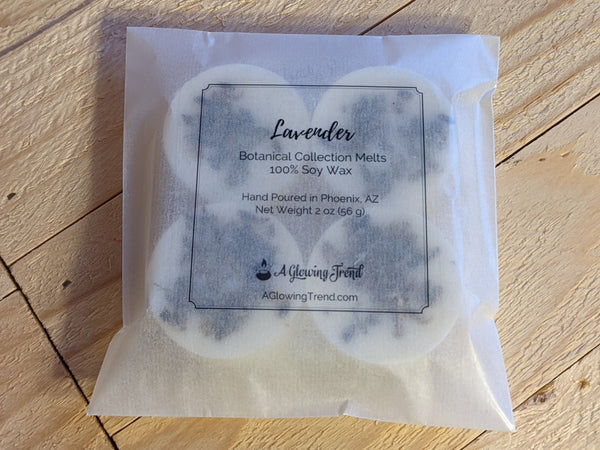 Lavender
Botanical Collection Melts
100% Soy Wax
Hand Poured in Phoenix, AZ
Net Weight 2 oz (56 g)
A Glowing Trend
AGlowingTrend.com